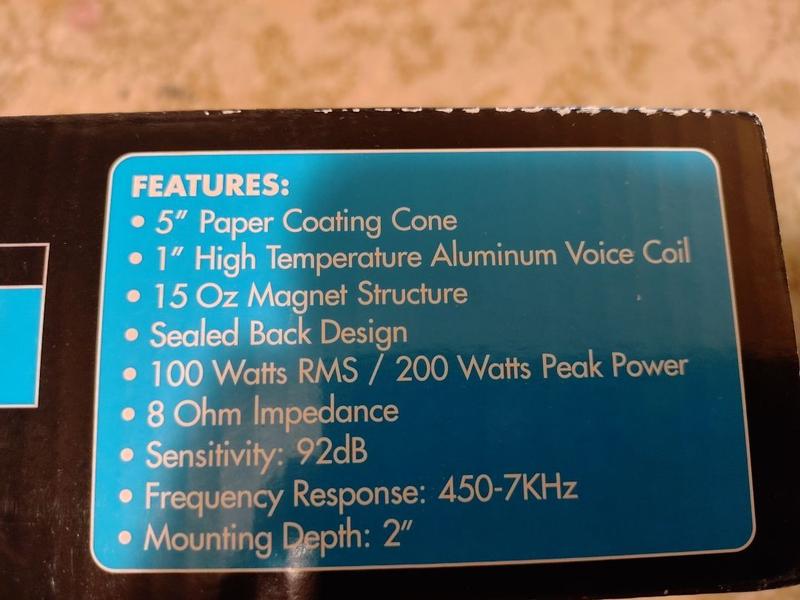 FEATURES:
• 5” Paper Coating Cone
• 1” High Temperature Aluminum Voice Coil
• 15 Oz Magnet Structure
• Sealed Back Design
• 100 Watts RMS / 200 Watts Peak Power
• 8 Ohm Impedance
• Sensitivity: 92dB
• Frequency Response: 450-7KHz
• Mounting Depth: 2”